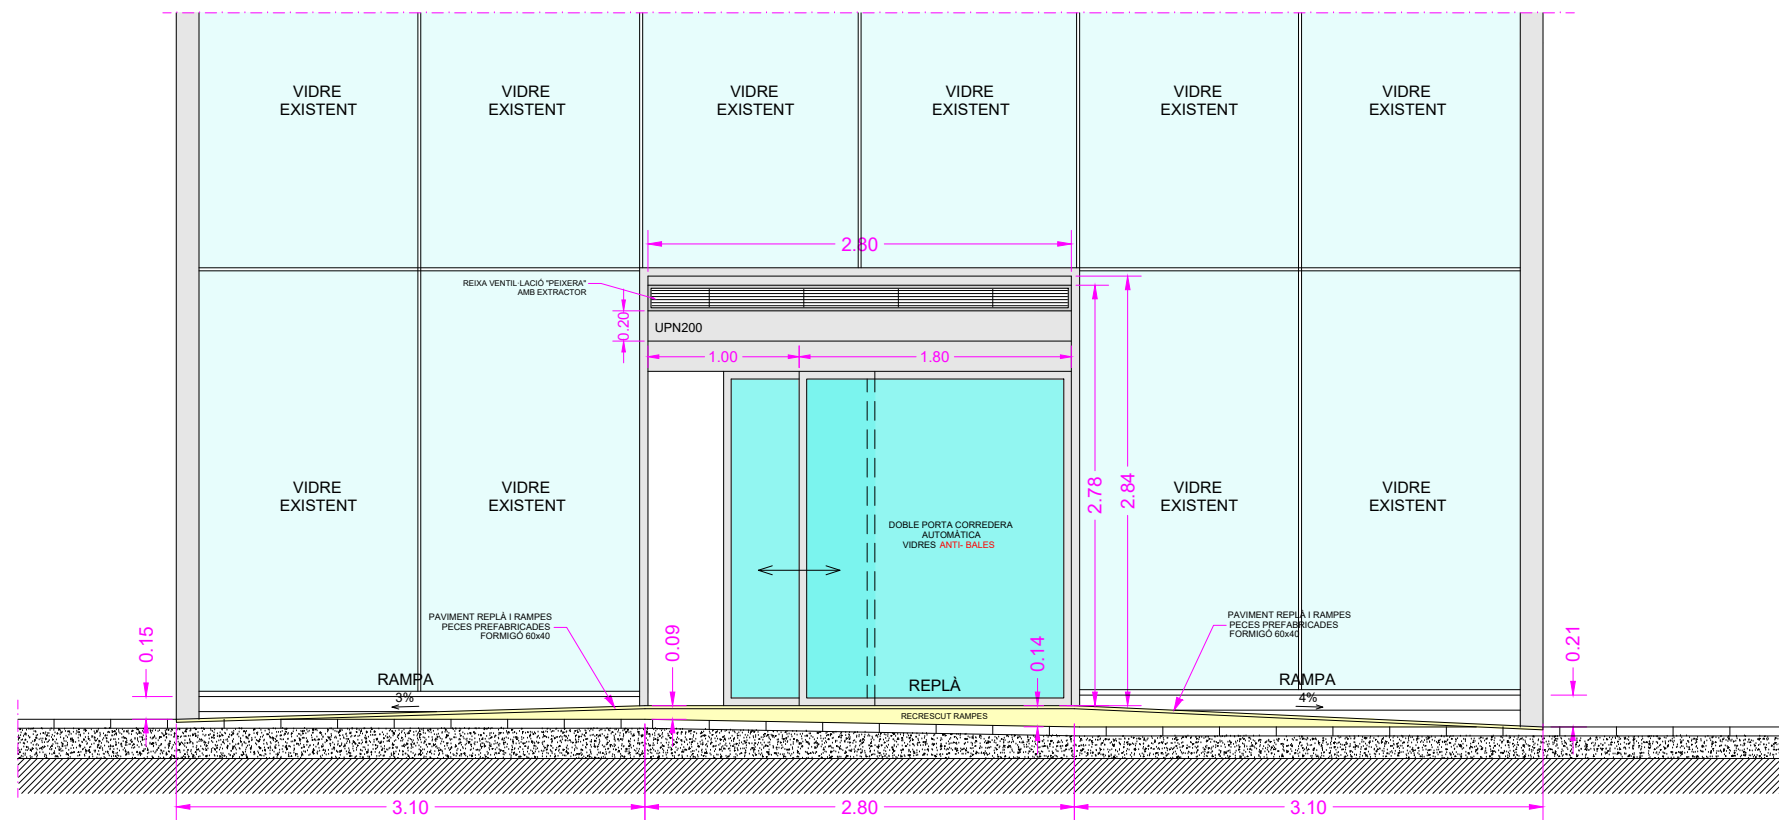 VIDRE
EXISTENT
VIDRE
EXISTENT
VIDRE
EXISTENT
VIDRE
EXISTENT
VIDRE
EXISTENT
VIDRE
EXISTENT
2.80
REIXA VENTIL·LACIÓ "PEIXERA"
AMB EXTRACTOR
0.20
UPN200
1.00
1.80
2.78
2.84
VIDRE
EXISTENT
VIDRE
EXISTENT
VIDRE
EXISTENT
VIDRE
EXISTENT
DOBLE PORTA CORREDERA
AUTOMÀTICA
VIDRES ANTI- BALES
PAVIMENT REPLÀ I RAMPES
PECES PREFABRICADES
FORMIGÓ 60x40
PAVIMENT REPLÀ I RAMPES
PECES PREFABRICADES
FORMIGÓ 60x40
0.15
0.09
0.14
0.21
RAMPA
3%
REPLÀ
RAMPA
4%
RECRESCUT RAMPES
3.10
2.80
3.10